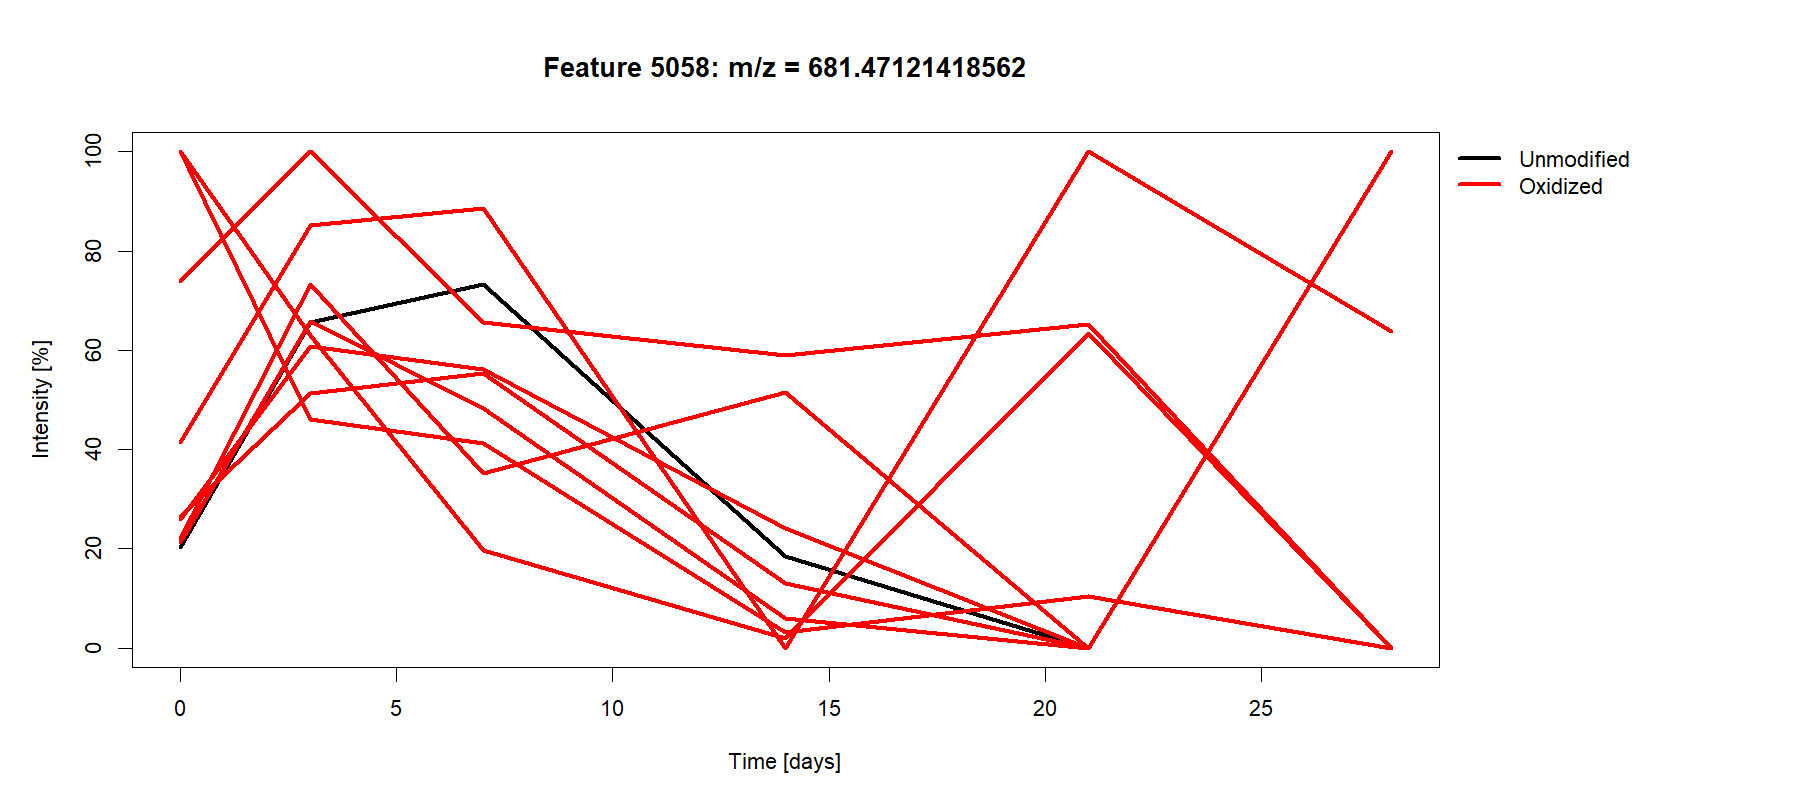 Feature 5058: m/z = 681.47121418562
Unmodified
Oxidized
Intensity [%]
100
80
60
40
20
0
0 5 10 15 20 25
Time [days]